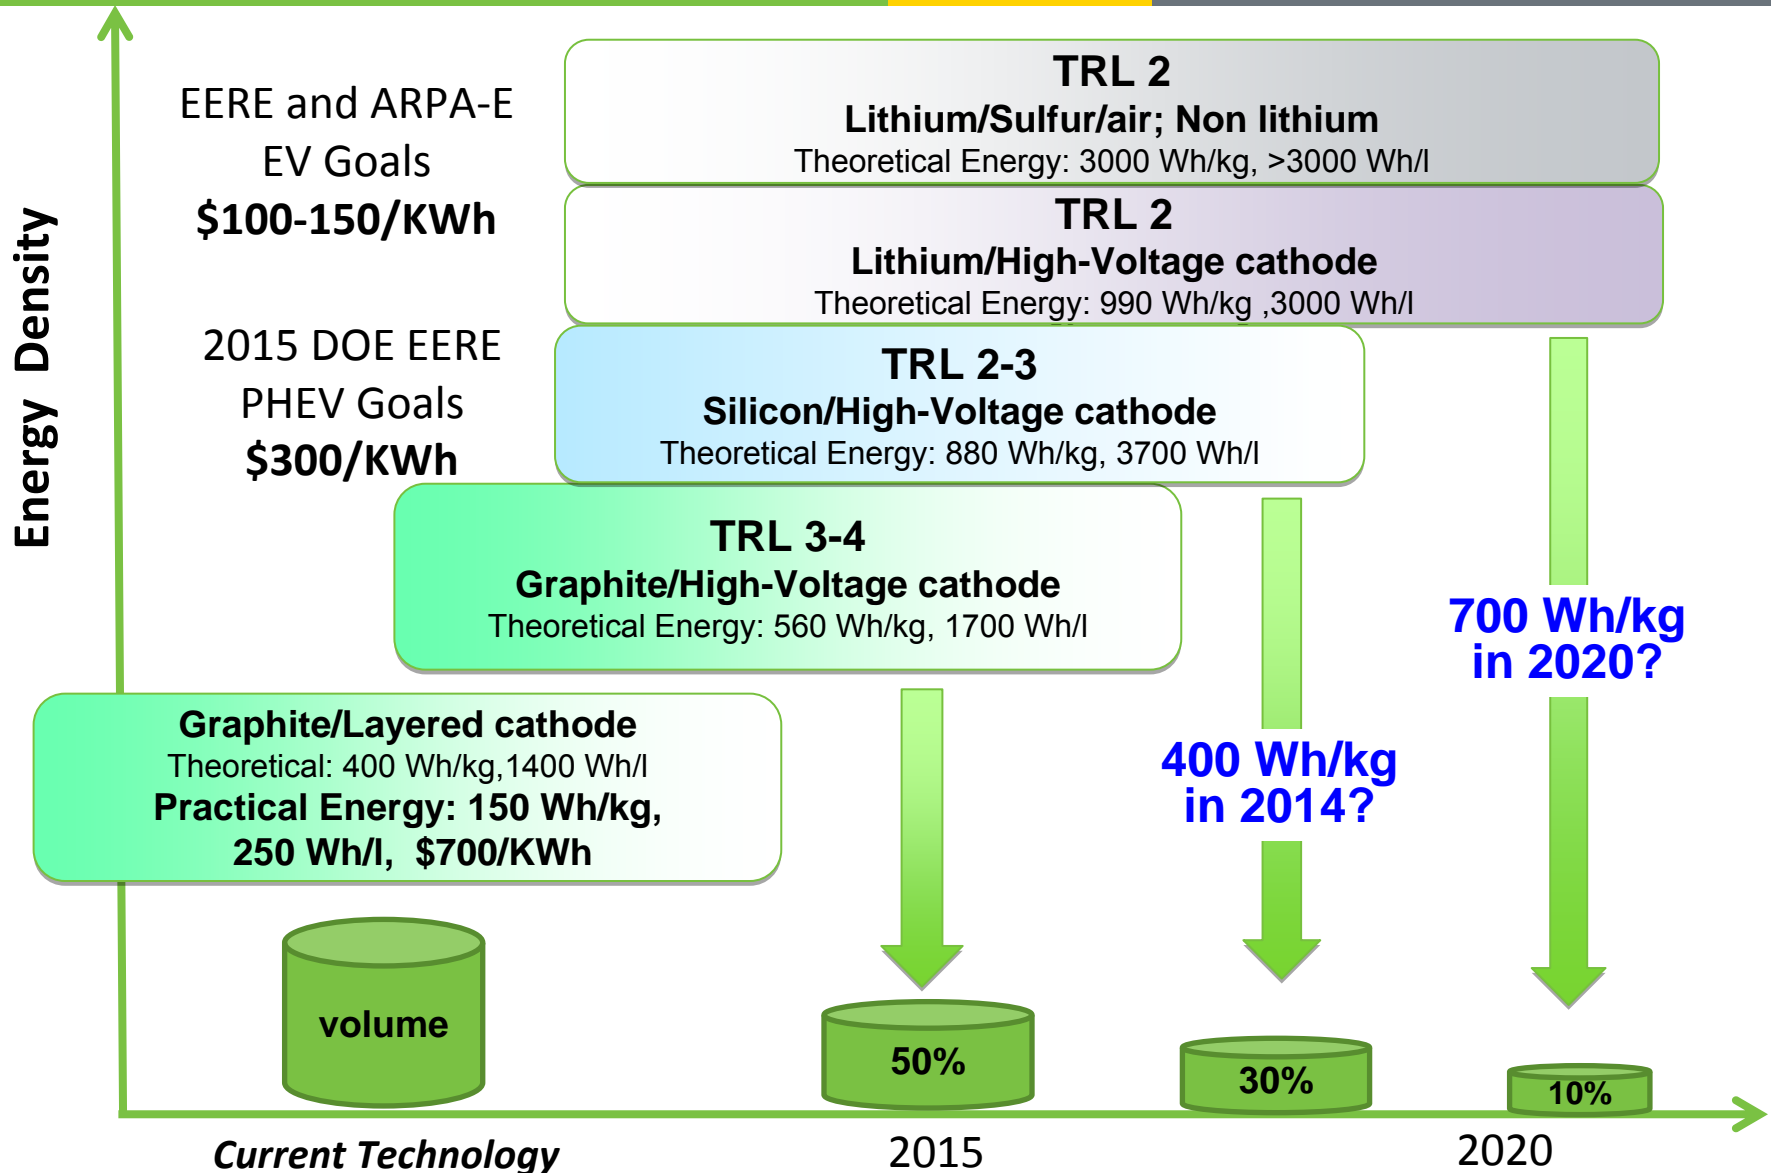 Energy Density
EERE and ARPA-E
EV Goals
$100-150/KWh
2015 DOE EERE
PHEV Goals
$300/KWh
TRL 2
Lithium/Sulfur/air; Non lithium
Theoretical Energy: 3000 Wh/kg, >3000 Wh/l
TRL 2
Lithium/High-Voltage cathode
Theoretical Energy: 990 Wh/kg ,3000 Wh/l
TRL 2-3
Silicon/High-Voltage cathode
Theoretical Energy: 880 Wh/kg, 3700 Wh/l
TRL 3-4
Graphite/High-Voltage cathode
Theoretical Energy: 560 Wh/kg, 1700 Wh/l
Graphite/Layered cathode
Theoretical: 400 Wh/kg,1400 Wh/l
Practical Energy: 150 Wh/kg,
250 Wh/l, $700/KWh
700 Wh/kg
in 2020?
400 Wh/kg
in 2014?
volume
50%
30%
10%
Current Technology
2015
2020